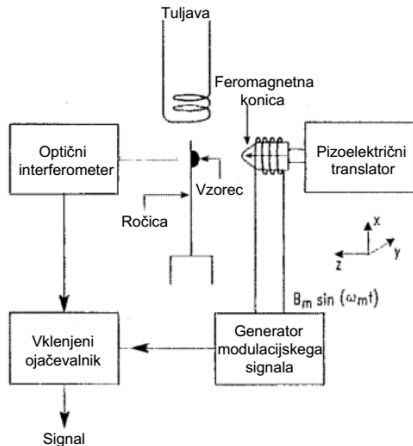 Tuljava
Feromagnetna
konica
Optični
interferometer
Pizoelektrični
translator
Vzorec
Ročica
x
y
z
B_m sin (ω_m t)
Vklenjeni
ojačevalnik
Generator
modulacijskega
signala
Signal